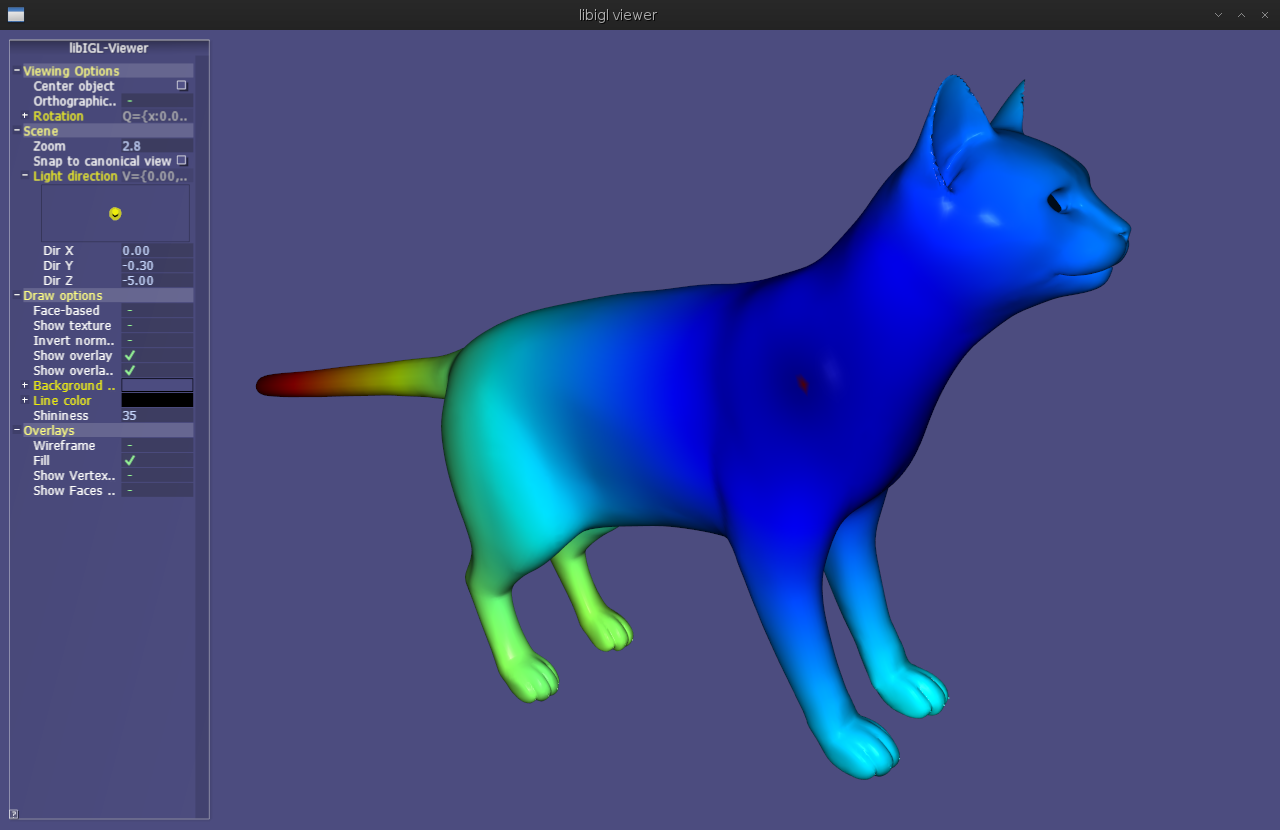 libigl viewer
libIGL-Viewer
Viewing Options
Center object
Orthographic.. -
Rotation Q={x:0.0..
Scene
Zoom 2.8
Snap to canonical view
Light direction V={0.00,..
Dir X 0.00
Dir Y -0.30
Dir Z -5.00
Draw options
Face-based -
Show texture -
Invert norm.. -
Show overlay
Show overla..
Background ..
Line color
Shininess 35
Overlays
Wireframe -
Fill
Show Vertex.. -
Show Faces .. -
?